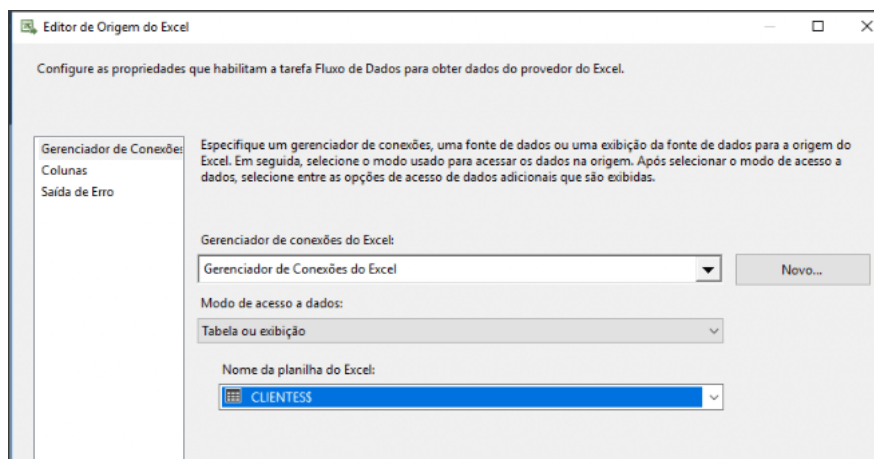 Editor de Origem do Excel
Configure as propriedades que habilitam a tarefa Fluxo de Dados para obter dados do provedor do Excel.
Gerenciador de Conexões
Colunas
Saída de Erro
Especifique um gerenciador de conexões, uma fonte de dados ou uma exibição da fonte de dados para a origem do
Excel. Em seguida, selecione o modo usado para acessar os dados na origem. Após selecionar o modo de acesso a
dados, selecione entre as opções de acesso de dados adicionais que são exibidas.
Gerenciador de conexões do Excel:
Gerenciador de Conexões do Excel
Novo...
Modo de acesso a dados:
Tabela ou exibição
Nome da planilha do Excel:
CLIENTES$